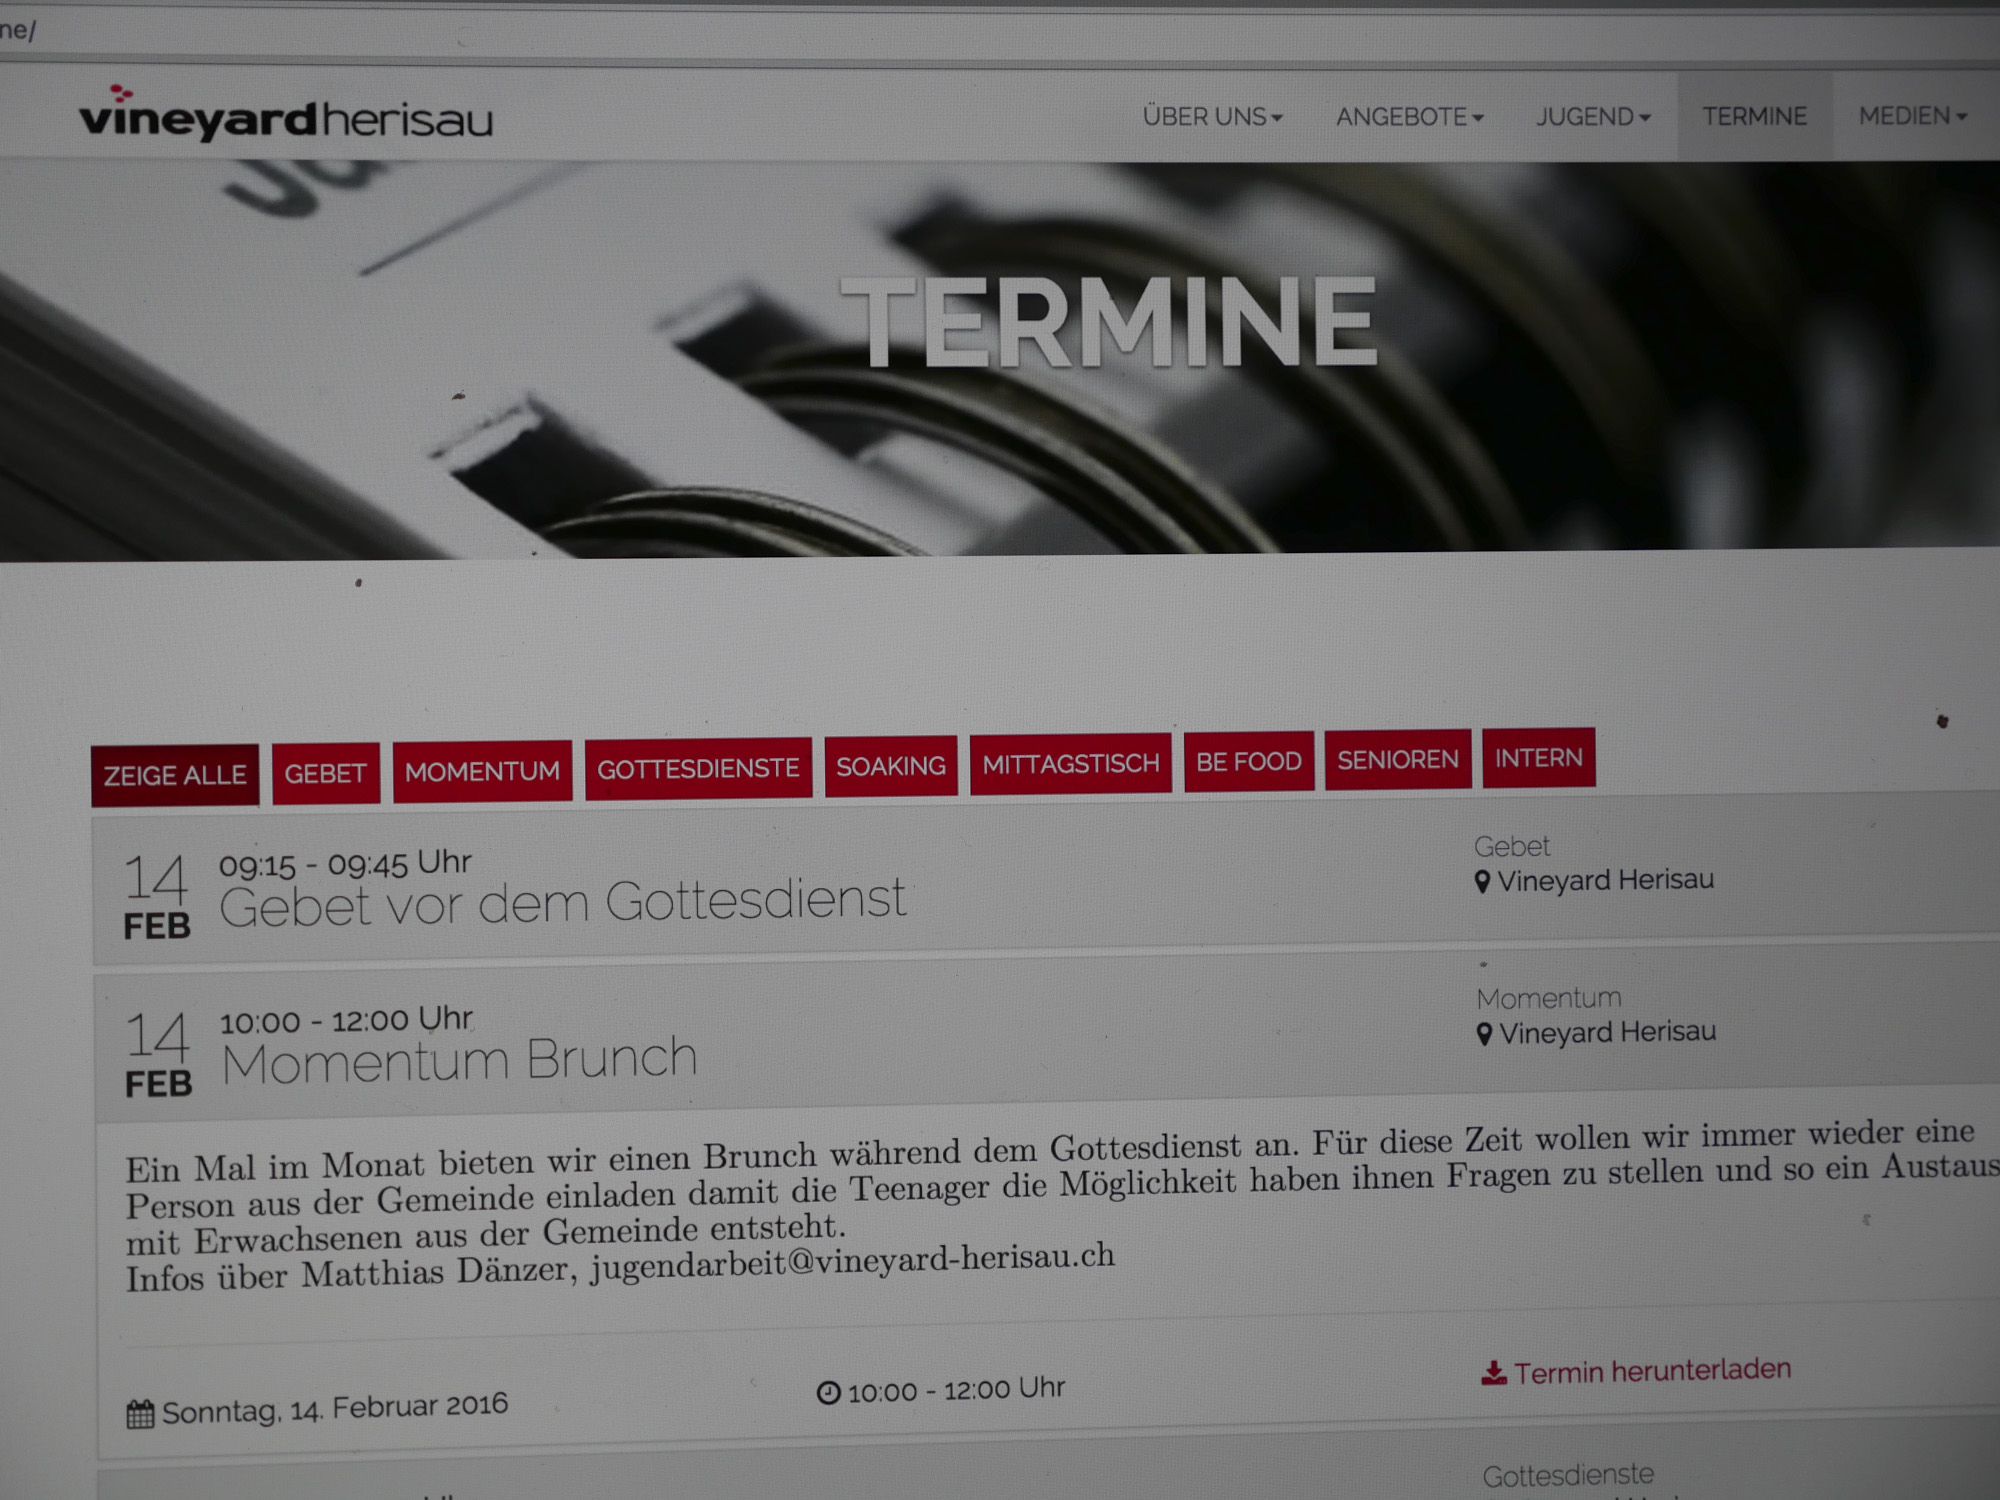 ne/
vineyardherisau
ÜBER UNS ANGEBOTE JUGEND TERMINE MEDIEN
TERMINE
ZEIGE ALLE GEBET MOMENTUM GOTTESDIENSTE SOAKING MITTAGSTISCH BE FOOD SENIOREN INTERN
14 FEB
09:15 - 09:45 Uhr
Gebet vor dem Gottesdienst
Gebet
Vineyard Herisau
14 FEB
10:00 - 12:00 Uhr
Momentum Brunch
Momentum
Vineyard Herisau
Ein Mal im Monat bieten wir einen Brunch während dem Gottesdienst an. Für diese Zeit wollen wir immer wieder eine
Person aus der Gemeinde einladen damit die Teenager die Möglichkeit haben ihnen Fragen zu stellen und so ein Austaus
mit Erwachsenen aus der Gemeinde entsteht.
Infos über Matthias Dänzer, jugendarbeit@vineyard-herisau.ch
Sonntag, 14. Februar 2016 10:00 - 12:00 Uhr Termin herunterladen
Gottesdienste